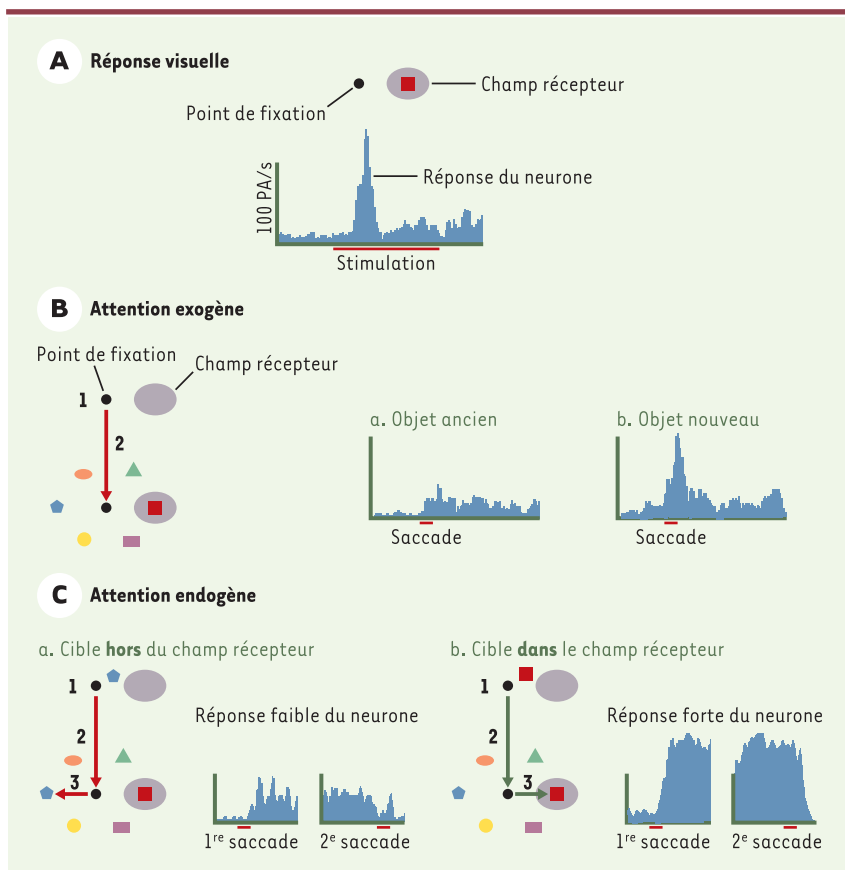 A Réponse visuelle
Champ récepteur
Point de fixation
100 PA/s
Réponse du neurone
Stimulation
B Attention exogène
Point de fixation
Champ récepteur
1
2
a. Objet ancien
Saccade
b. Objet nouveau
Saccade
C Attention endogène
a. Cible hors du champ récepteur
1
2
3
Réponse faible du neurone
1re saccade
2e saccade
b. Cible dans le champ récepteur
1
2
3
Réponse forte du neurone
1re saccade
2e saccade